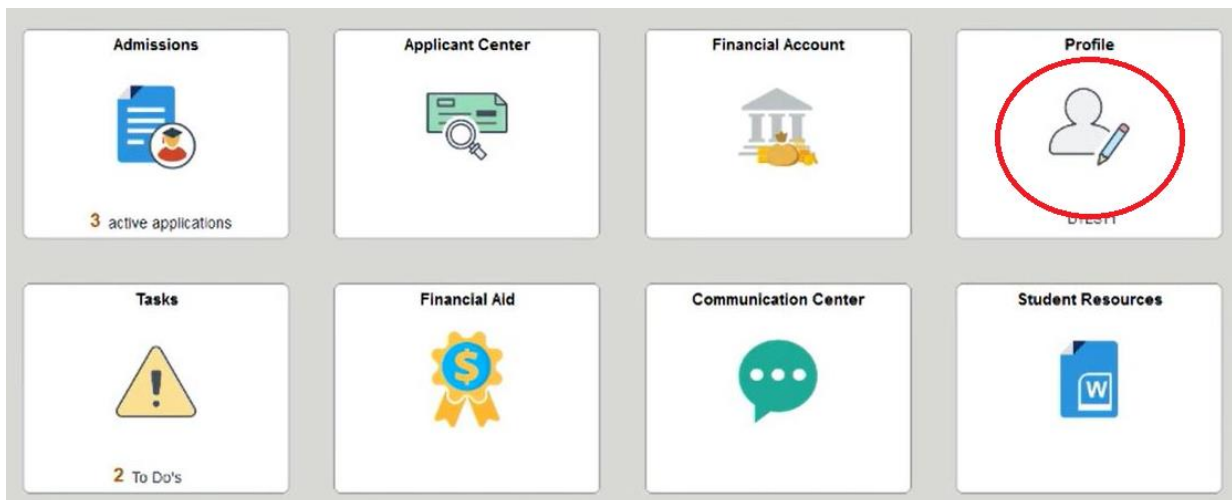 Admissions
Applicant Center
Financial Account
Profile
3 active applications
Tasks
Financial Aid
Communication Center
Student Resources
W
2 To Do's